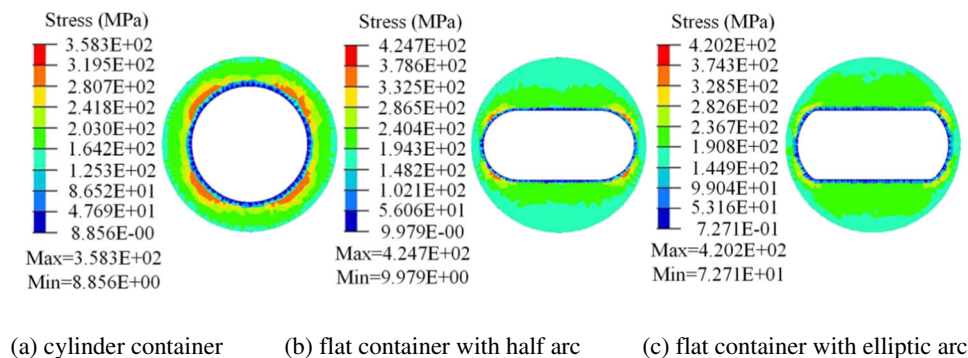 Stress (MPa)
3.583E+02
3.195E+02
2.807E+02
2.418E+02
2.030E+02
1.642E+02
1.253E+02
8.652E+01
4.769E+01
8.856E-00
Max=3.583E+02
Min=8.856E+00
Stress (MPa)
4.247E+02
3.786E+02
3.325E+02
2.865E+02
2.404E+02
1.943E+02
1.482E+02
1.021E+02
5.606E+01
9.979E-00
Max=4.247E+02
Min=9.979E+00
Stress (MPa)
4.202E+02
3.743E+02
3.285E+02
2.826E+02
2.367E+02
1.908E+02
1.449E+02
9.904E+01
5.316E+01
7.271E-01
Max=4.202E+02
Min=7.271E+01
(a) cylinder container
(b) flat container with half arc
(c) flat container with elliptic arc